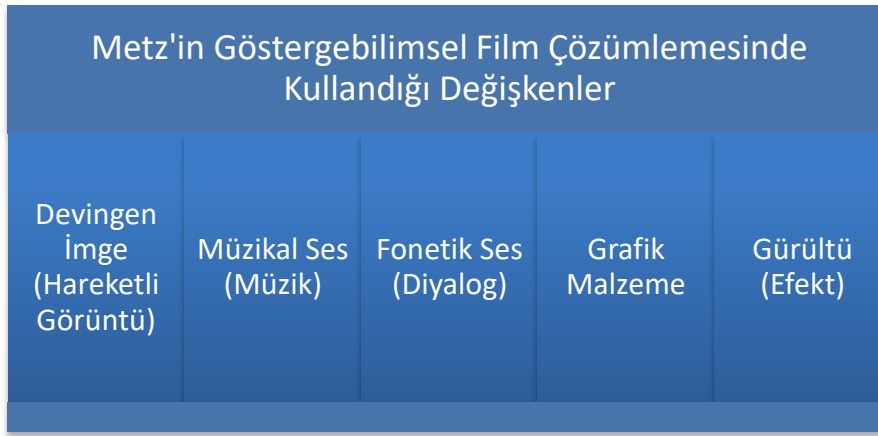 Metz'in Göstergebilimsel Film Çözümlemesinde
Kullandığı Değişkenler
Devingen
İmge
(Hareketli
Görüntü)
Müzikal Ses
(Müzik)
Fonetik Ses
(Diyalog)
Grafik
Malzeme
Gürültü
(Efekt)